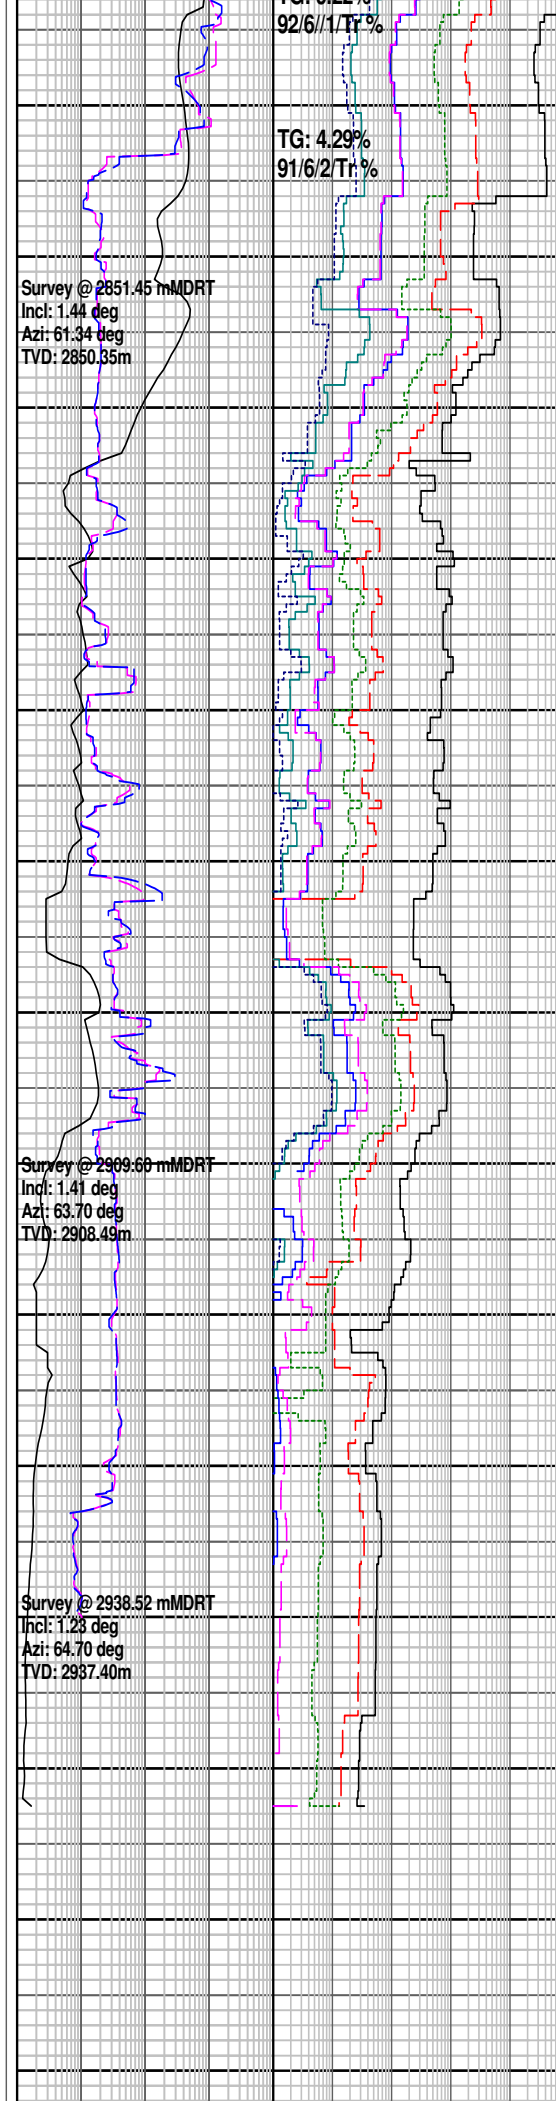 92/6//1/Tr %
TG: 4.29%
91/6/2/Tr %
Survey @ 2851.45 mMDRT
Incl: 1.44 deg
Azi: 61.34 deg
TVD: 2850.35m
Survey @ 2909.60 mMDRT
Incl: 1.41 deg
Azi: 63.70 deg
TVD: 2908.49m
Survey @ 2938.52 mMDRT
Incl: 1.23 deg
Azi: 64.70 deg
TVD: 2937.40m